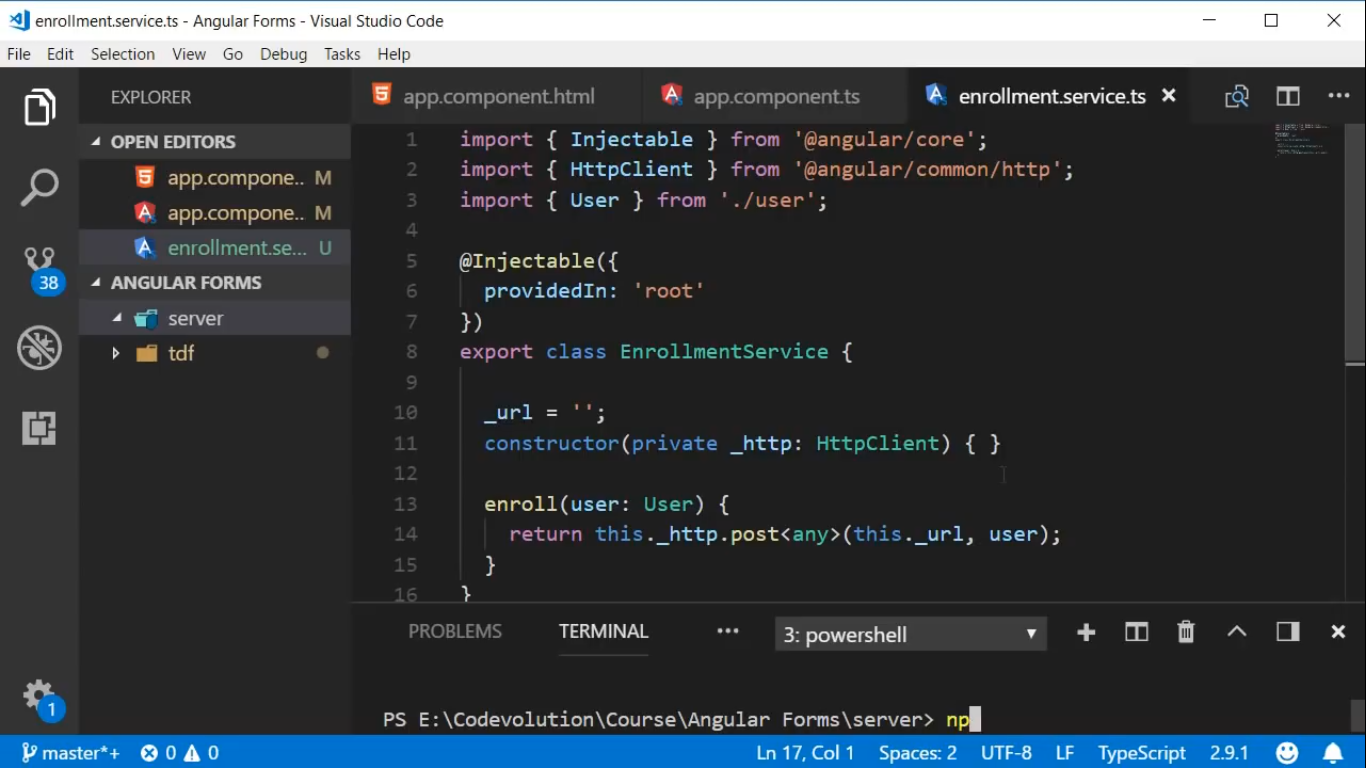 enrollment.service.ts - Angular Forms - Visual Studio Code
File Edit Selection View Go Debug Tasks Help
EXPLORER
OPEN EDITORS
app.compone.. M
app.compone.. M
enrollment.se... U
ANGULAR FORMS
server
tdf
38
1
app.component.html app.component.ts enrollment.service.ts
1 import { Injectable } from '@angular/core';
2 import { HttpClient } from '@angular/common/http';
3 import { User } from './user';
4
5 @Injectable({
6 providedIn: 'root'
7 })
8 export class EnrollmentService {
9
10 _url = '';
11 constructor(private _http: HttpClient) { }
12
13 enroll(user: User) {
14 return this._http.post<any>(this._url, user);
15 }
16 }
PROBLEMS TERMINAL ... 3: powershell
PS E:\Codevolution\Course\Angular Forms\server> np
master*+ 0 0 Ln 17, Col 1 Spaces: 2 UTF-8 LF TypeScript 2.9.1